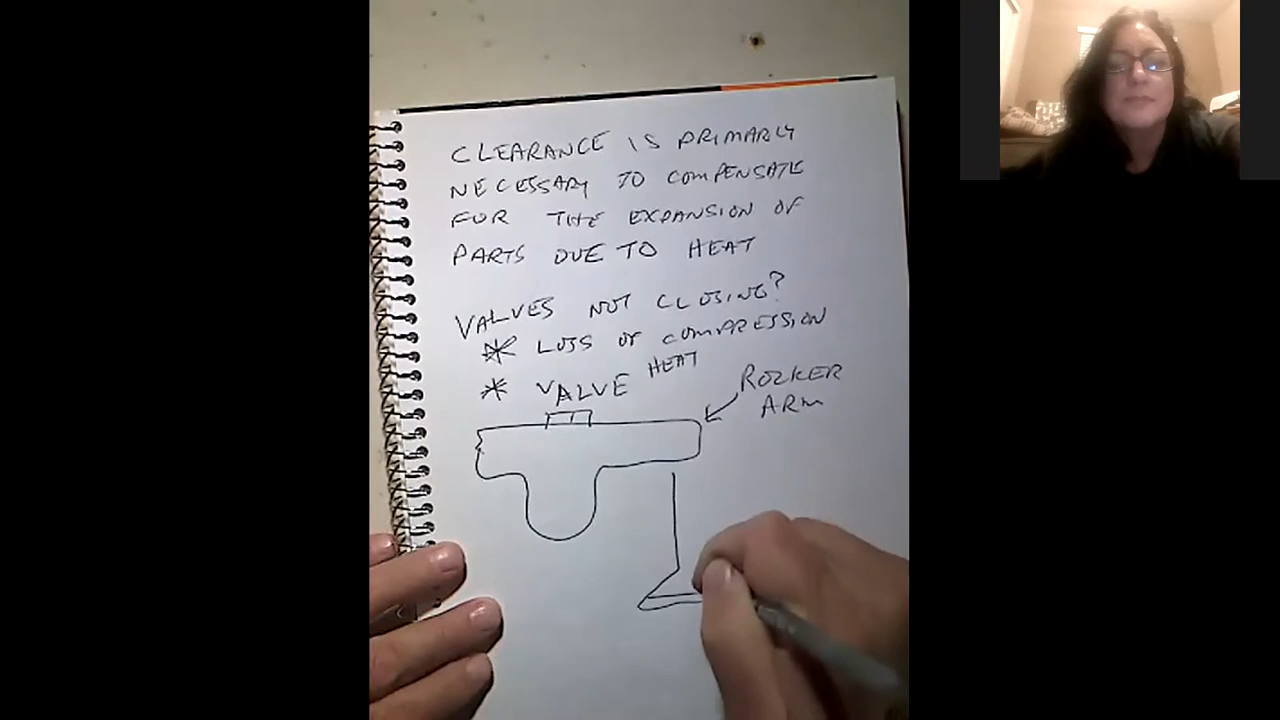 CLEARANCE IS PRIMARLY
NECESSARY TO COMPENSATE
FOR THE EXPANSION OF
PARTS DUE TO HEAT
VALVES NOT CLOSING?
* LOSS OF COMPRESSION
* VALVE HEAT
ROCKER
ARM